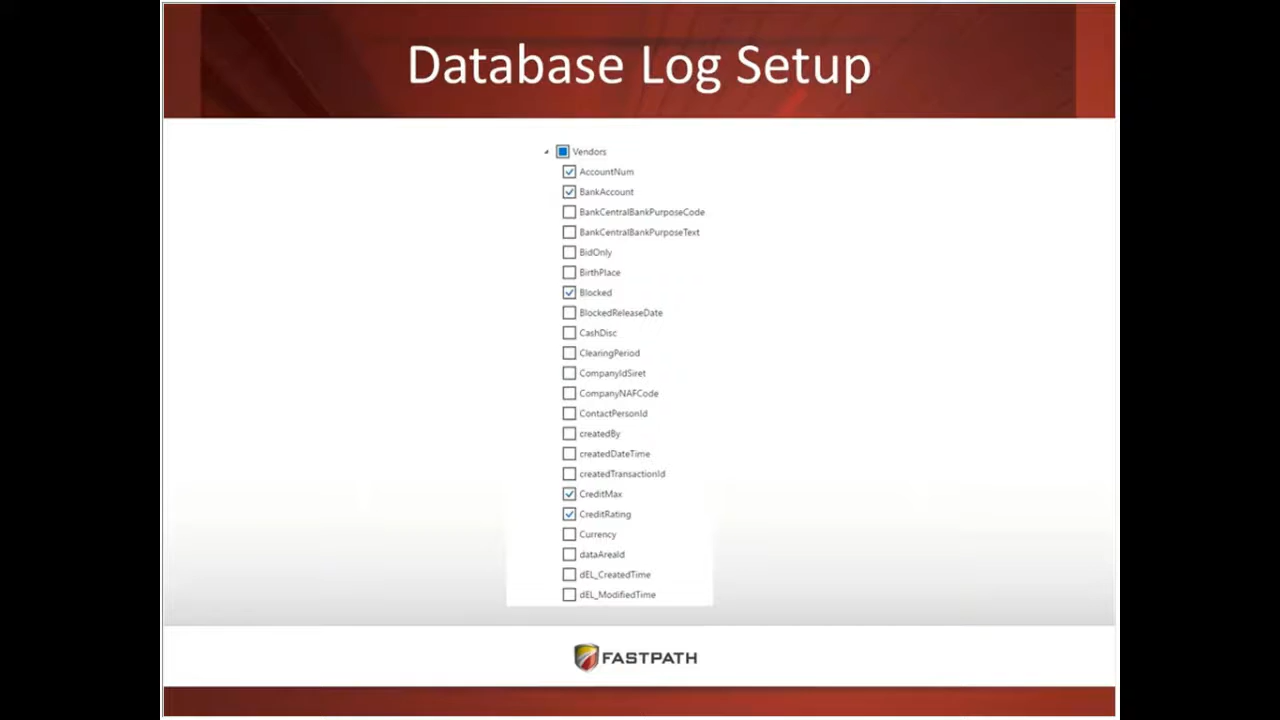 Database Log Setup
Vendors
AccountNum
BankAccount
BankCentralBankPurposeCode
BankCentralBankPurposeText
BidOnly
BirthPlace
Blocked
BlockedReleaseDate
CashDisc
ClearingPeriod
CompanyIdSiret
CompanyNAFCode
ContactPersonId
createdBy
createdDateTime
createdTransactionId
CreditMax
CreditRating
Currency
dataAreaId
dEL_CreatedTime
dEL_ModifiedTime
FASTPATH